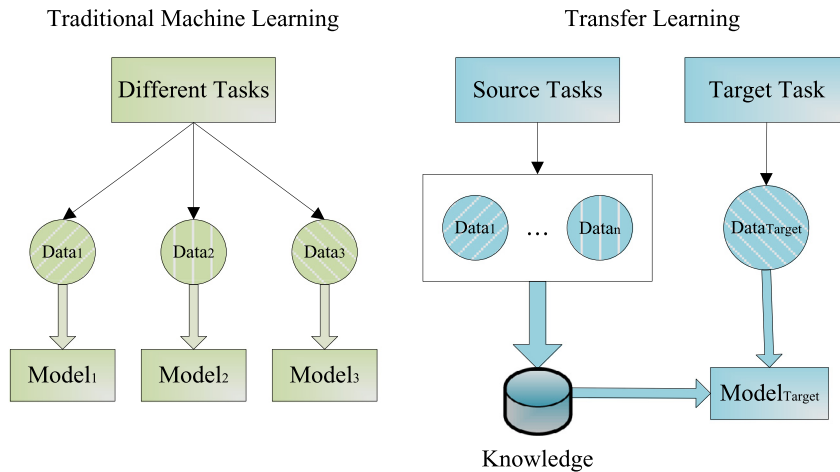 Traditional Machine Learning
Transfer Learning
Different Tasks
Source Tasks
Target Task
Data1
Data2
Data3
Data1
...
Datan
DataTarget
Model1
Model2
Model3
ModelTarget
Knowledge